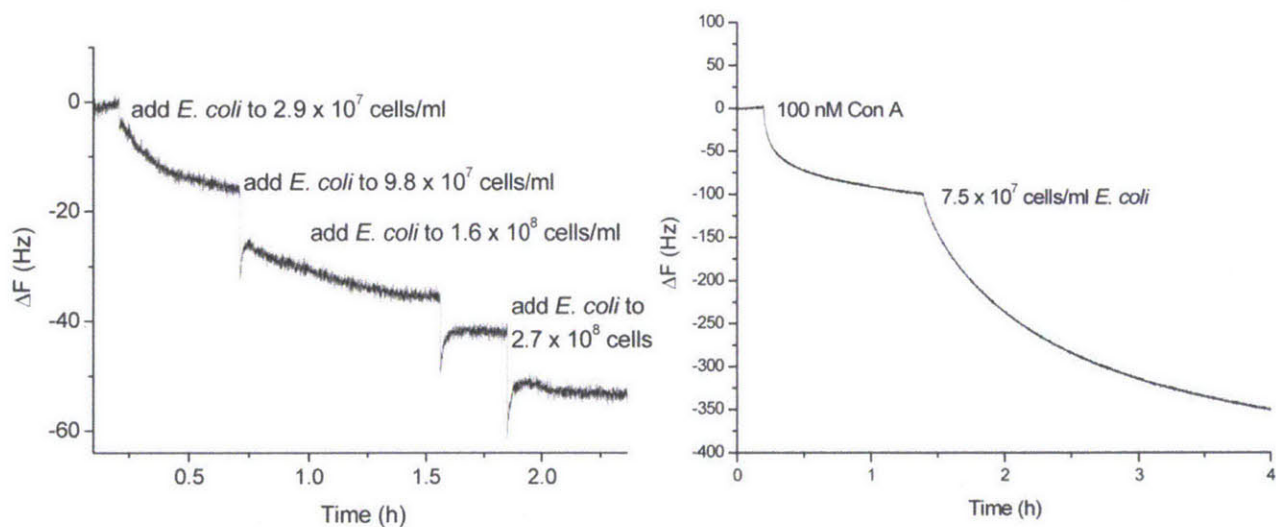 0
-20
-40
-60
ΔF (Hz)
add E. coli to 2.9 x 10⁷ cells/ml
add E. coli to 9.8 x 10⁷ cells/ml
add E. coli to 1.6 x 10⁸ cells/ml
add E. coli to
2.7 x 10⁸ cells
0.5
1.0
1.5
2.0
Time (h)
100
50
0
-50
-100
-150
-200
-250
-300
-350
-400
ΔF (Hz)
100 nM Con A
7.5 x 10⁷ cells/ml E. coli
0
1
2
3
4
Time (h)